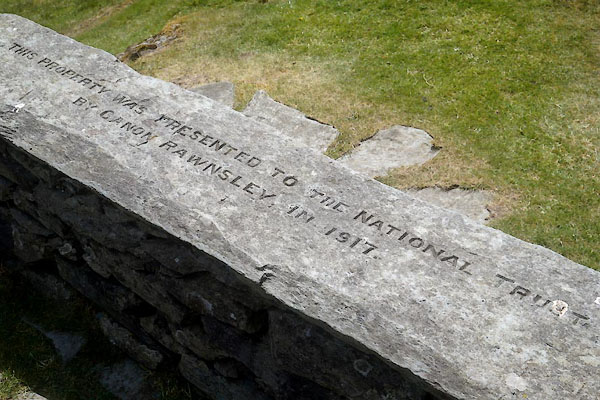 THIS PROPERTY WAS PRESENTED TO THE NATIONAL TRUST
BY CANON RAWNSLEY, IN 1917.